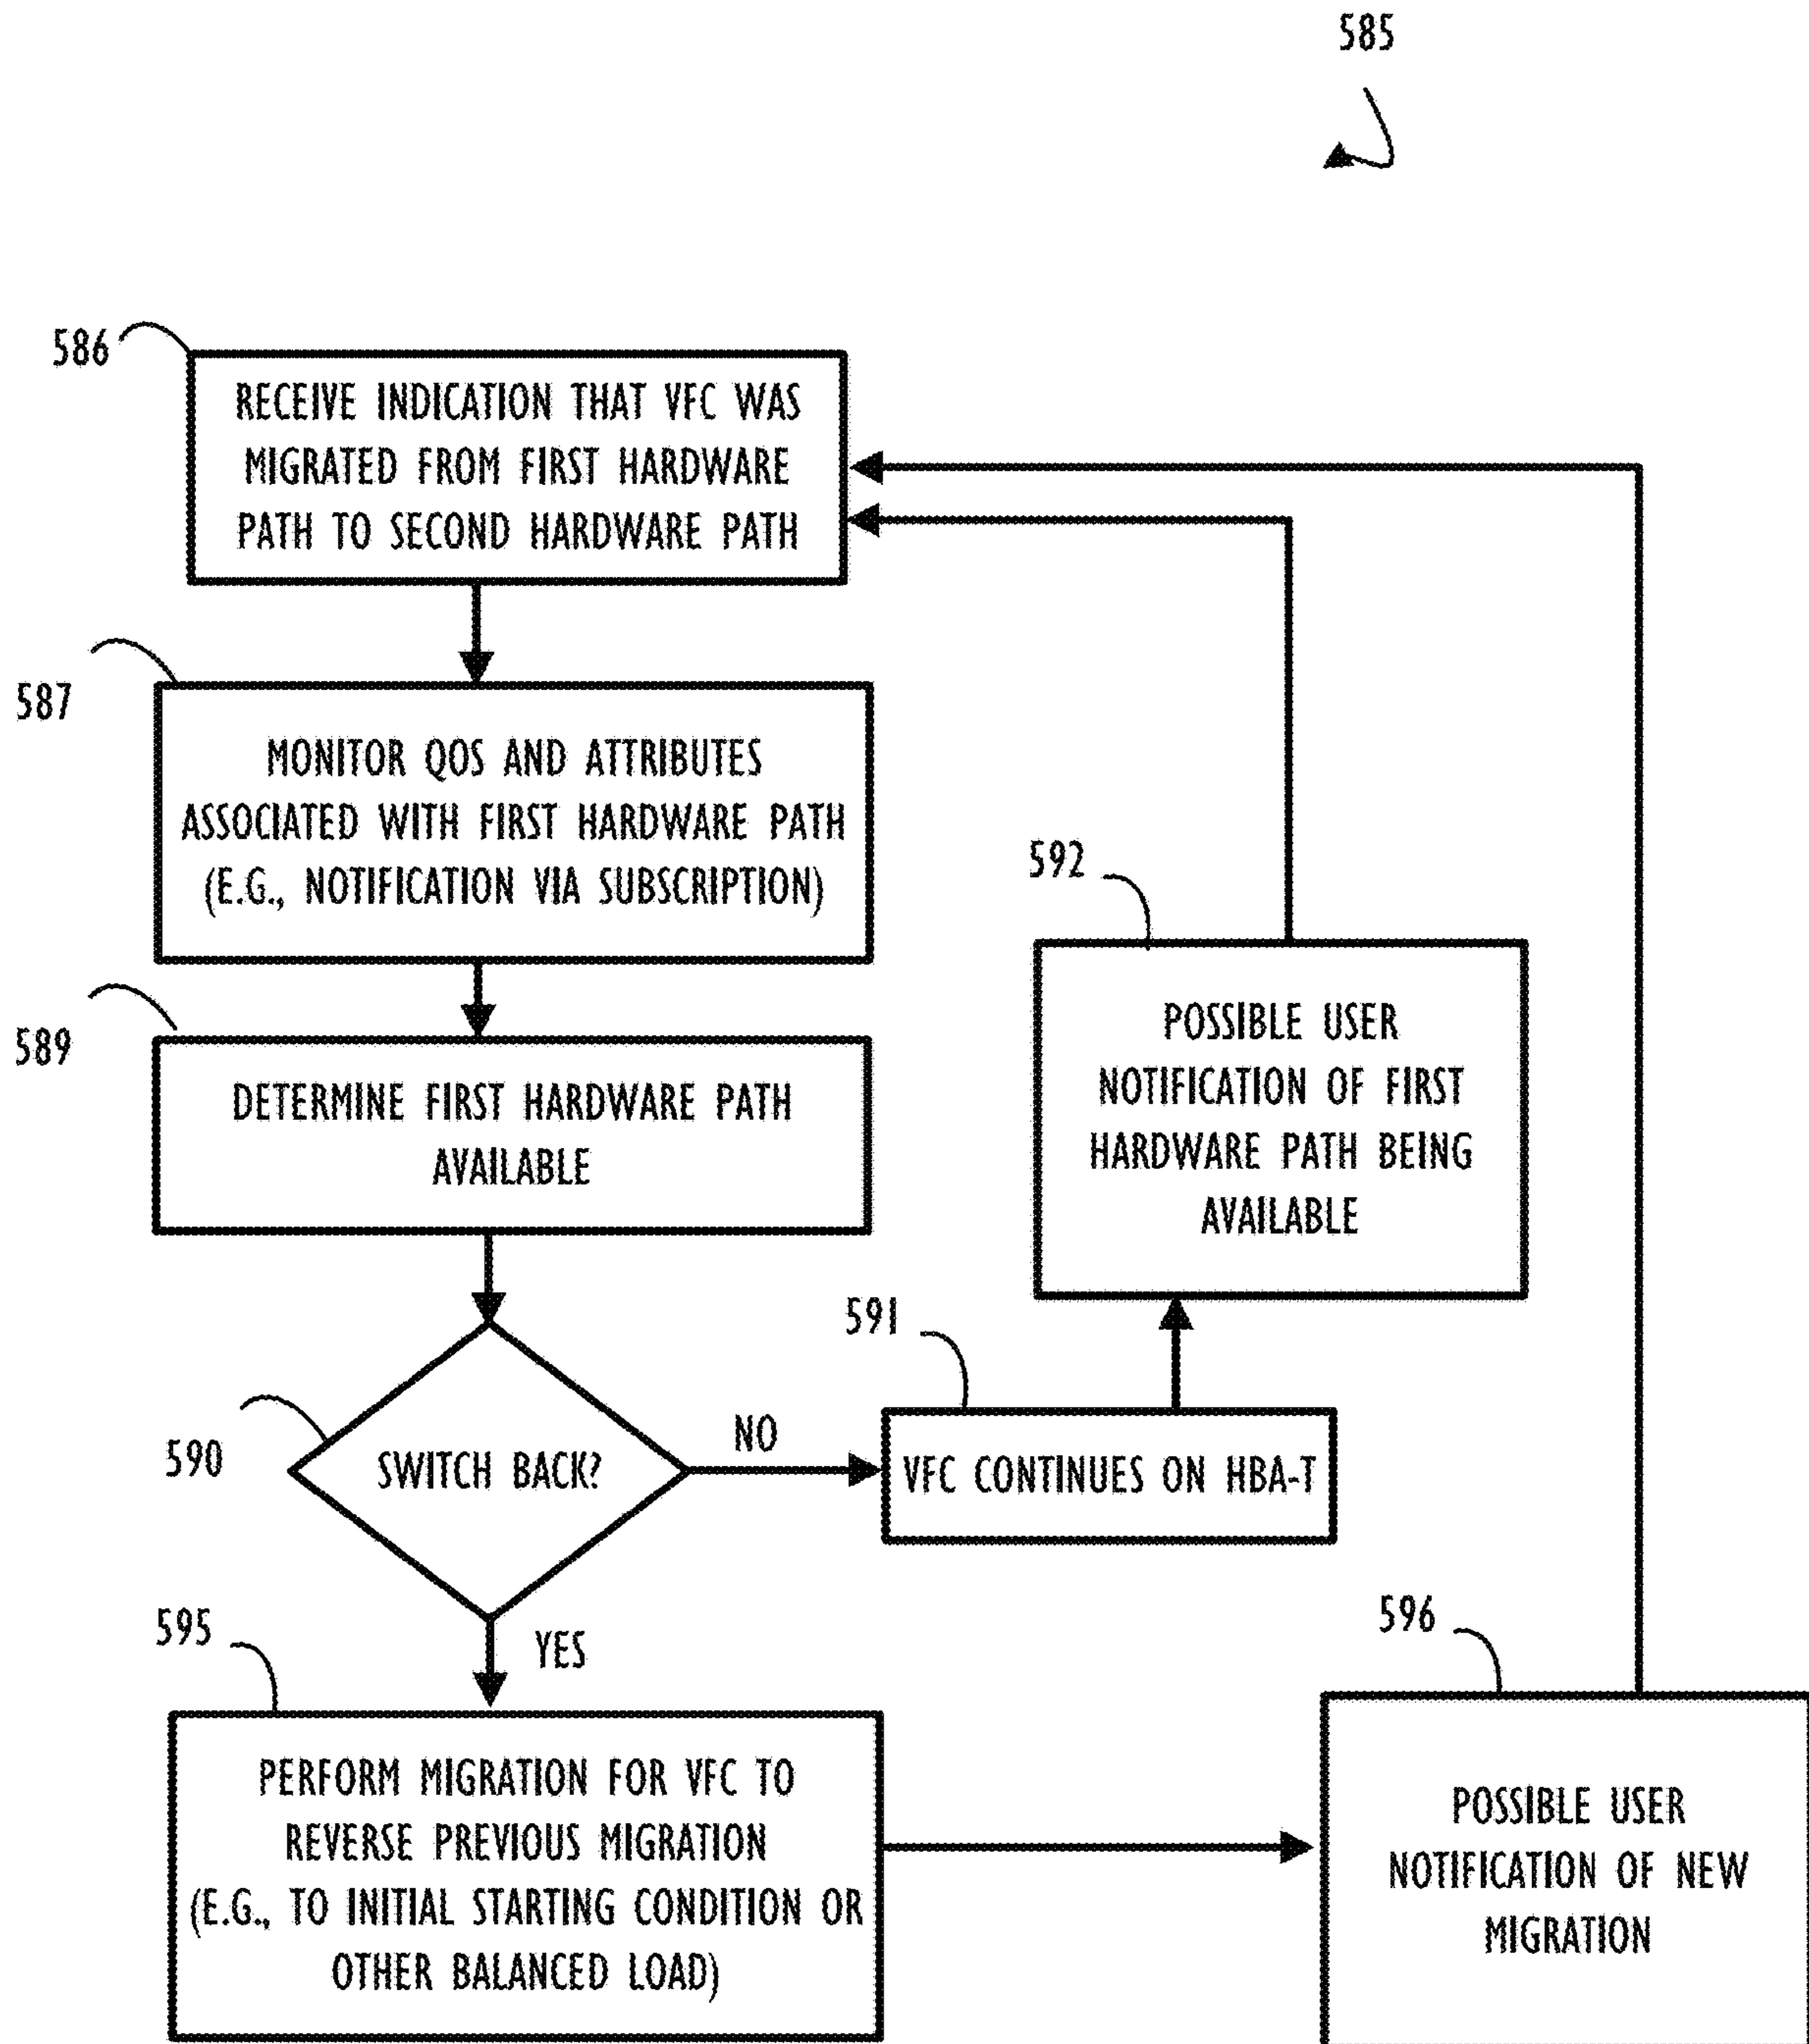 585
586
RECEIVE INDICATION THAT VFC WAS
MIGRATED FROM FIRST HARDWARE
PATH TO SECOND HARDWARE PATH
587
MONITOR QOS AND ATTRIBUTES
ASSOCIATED WITH FIRST HARDWARE PATH
(E.G., NOTIFICATION VIA SUBSCRIPTION)
589
DETERMINE FIRST HARDWARE PATH
AVAILABLE
590
SWITCH BACK?
NO
591
VFC CONTINUES ON HBA-T
592
POSSIBLE USER
NOTIFICATION OF FIRST
HARDWARE PATH BEING
AVAILABLE
YES
595
PERFORM MIGRATION FOR VFC TO
REVERSE PREVIOUS MIGRATION
(E.G., TO INITIAL STARTING CONDITION OR
OTHER BALANCED LOAD)
596
POSSIBLE USER
NOTIFICATION OF NEW
MIGRATION